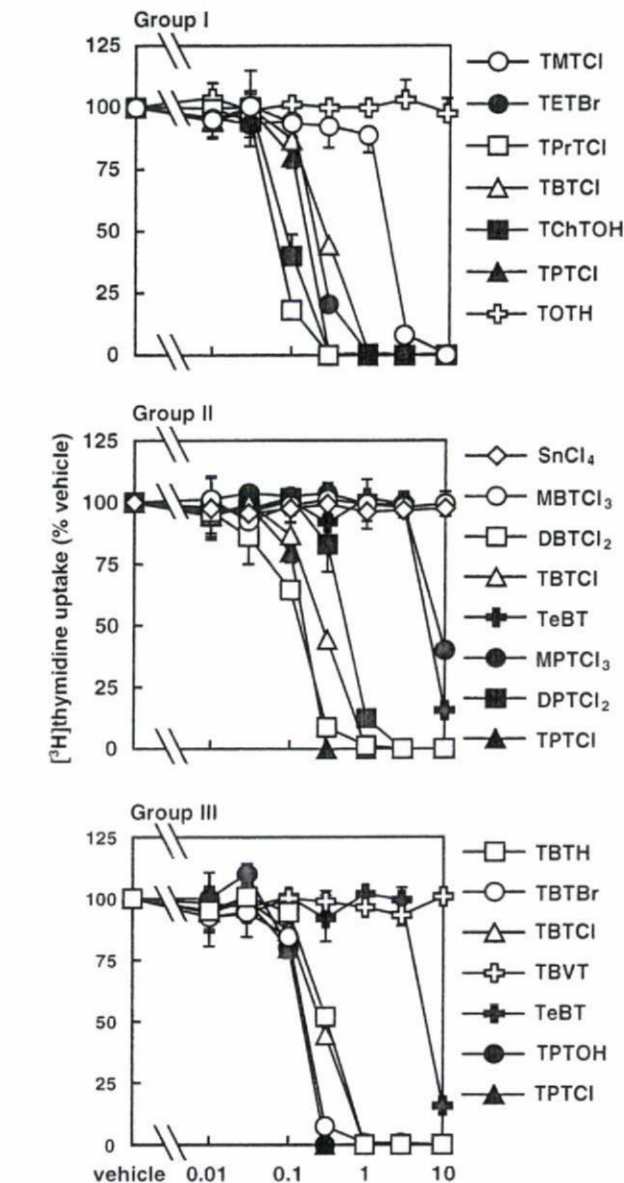 Group I
125
100
75
50
25
0
TMTCl
TETBr
TPrTCl
TBTCl
TChTOH
TPTCl
TOTH
[³H]thymidine uptake (% vehicle)
Group II
125
100
75
50
25
0
SnCl₄
MBTCl₃
DBTCl₂
TBTCl
TeBT
MPTCl₃
DPTCl₂
TPTCl
Group III
125
100
75
50
25
0
TBTH
TBTBr
TBTCl
TBVT
TeBT
TPTOH
TPTCl
vehicle 0.01 0.1 1 10